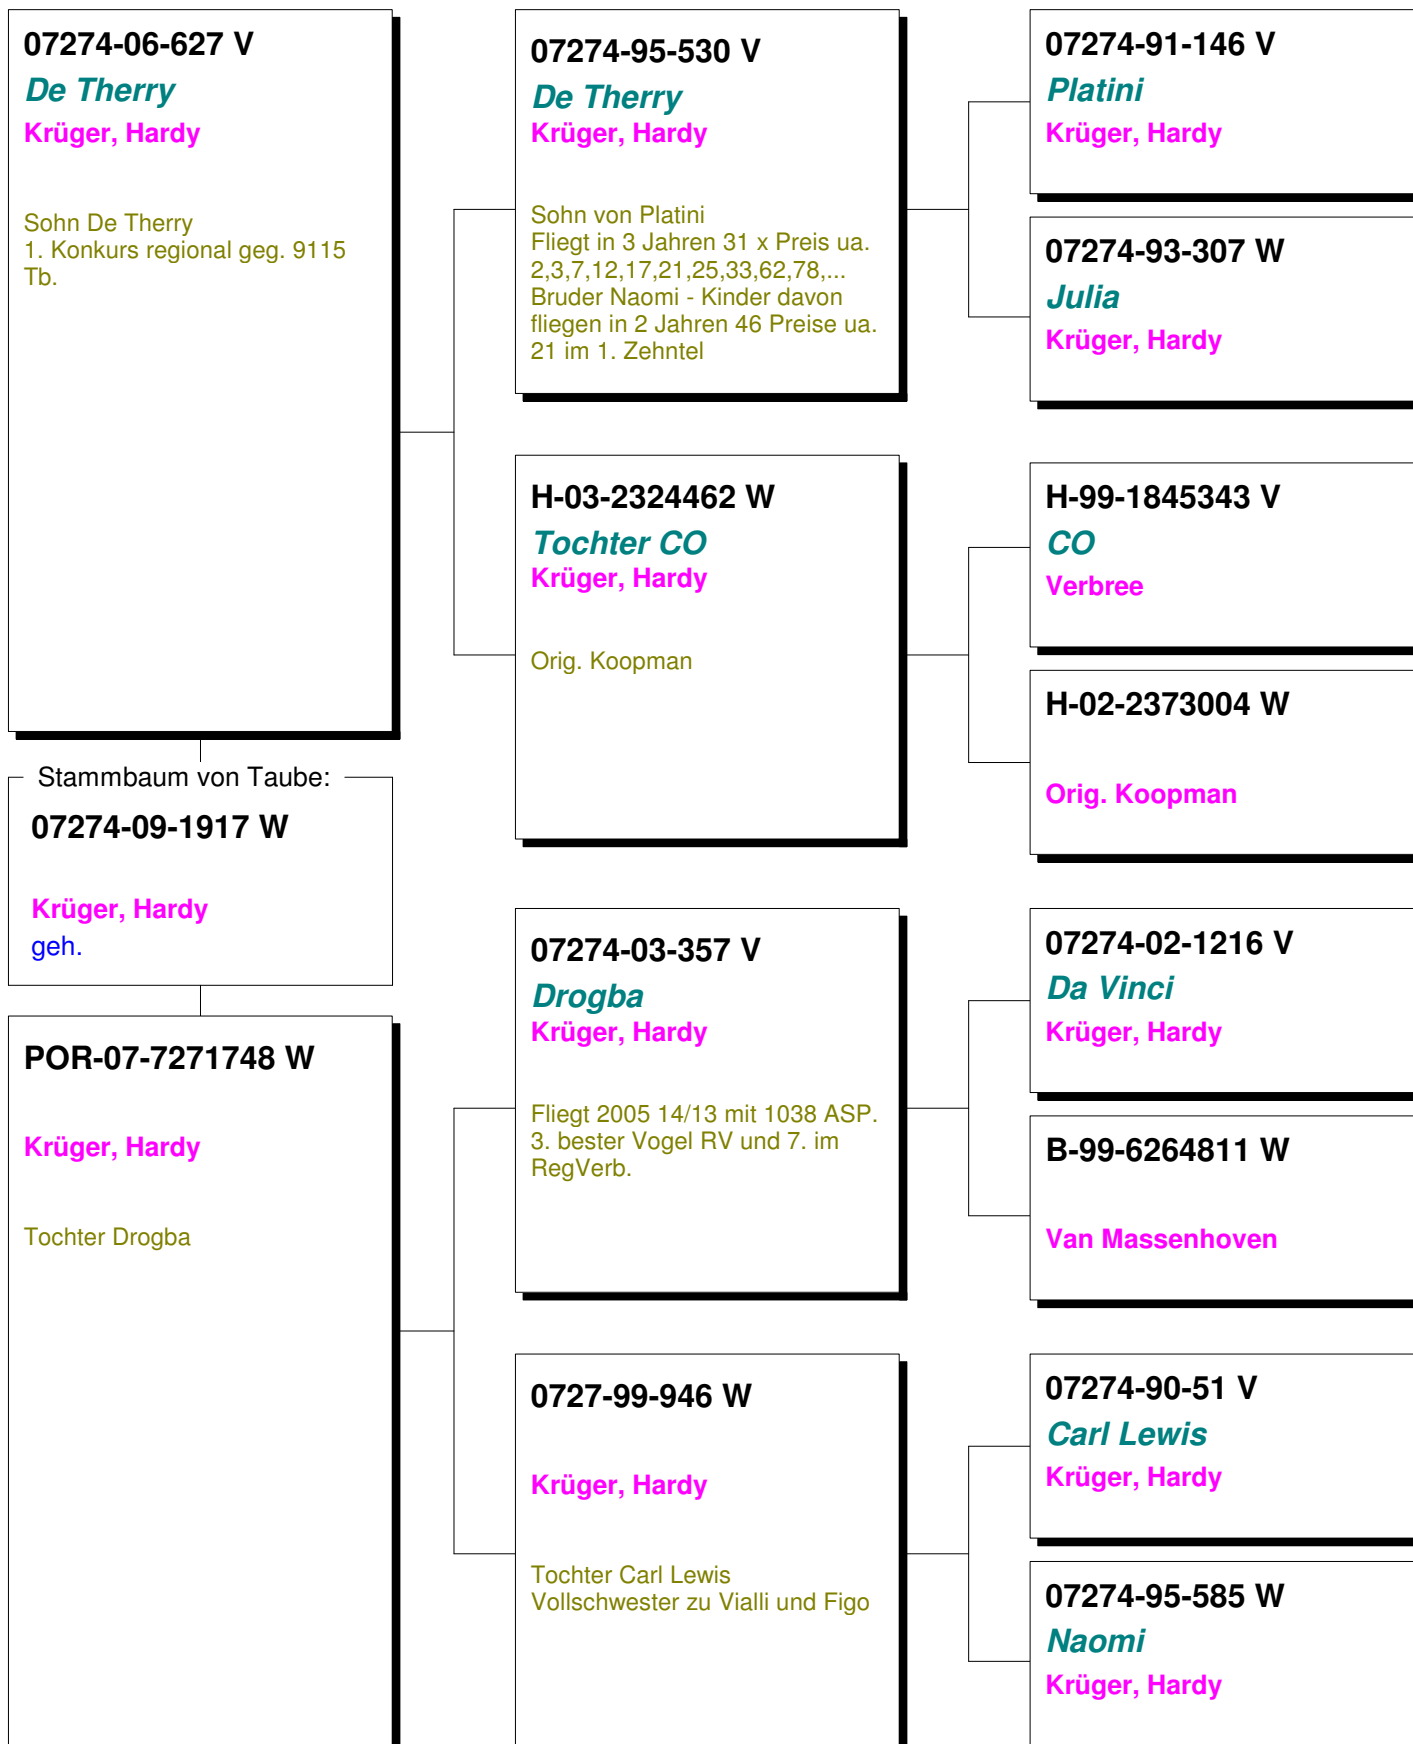 07274-06-627 V
De Therry
Krüger, Hardy
Sohn De Therry
1. Konkurs regional geg. 9115
Tb.
Stammbaum von Taube:
07274-09-1917 W
Krüger, Hardy
geh.
POR-07-7271748 W
Krüger, Hardy
Tochter Drogba
07274-95-530 V
De Therry
Krüger, Hardy
Sohn von Platini
Fliegt in 3 Jahren 31 x Preis ua.
2,3,7,12,17,21,25,33,62,78,...
Bruder Naomi - Kinder davon
fliegen in 2 Jahren 46 Preise ua.
21 im 1. Zehntel
H-03-2324462 W
Tochter CO
Krüger, Hardy
Orig. Koopman
07274-03-357 V
Drogba
Krüger, Hardy
Fliegt 2005 14/13 mit 1038 ASP.
3. bester Vogel RV und 7. im
RegVerb.
0727-99-946 W
Krüger, Hardy
Tochter Carl Lewis
Vollschwester zu Vialli und Figo
07274-91-146 V
Platini
Krüger, Hardy
07274-93-307 W
Julia
Krüger, Hardy
H-99-1845343 V
CO
Verbree
H-02-2373004 W
Orig. Koopman
07274-02-1216 V
Da Vinci
Krüger, Hardy
B-99-6264811 W
Van Massenhoven
07274-90-51 V
Carl Lewis
Krüger, Hardy
07274-95-585 W
Naomi
Krüger, Hardy